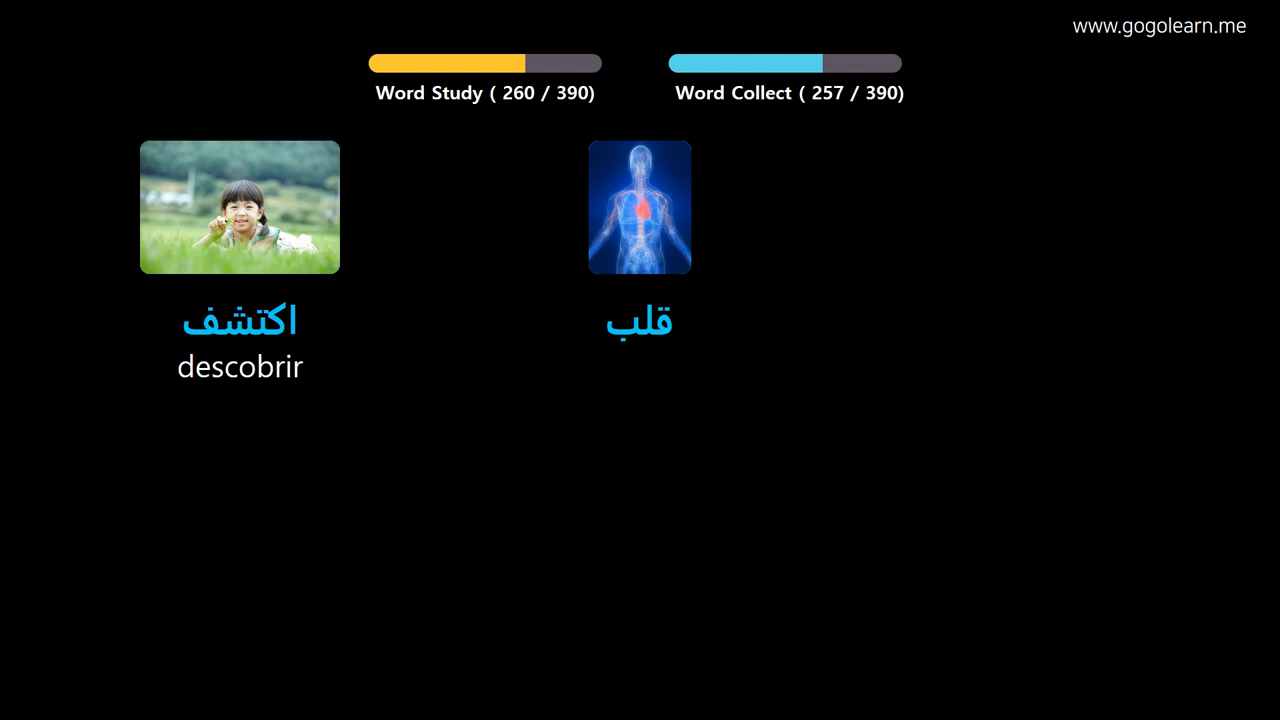 www.gogolearn.me
Word Study ( 260 / 390)
Word Collect ( 257 / 390)
اكتشف
descobrir
قلب